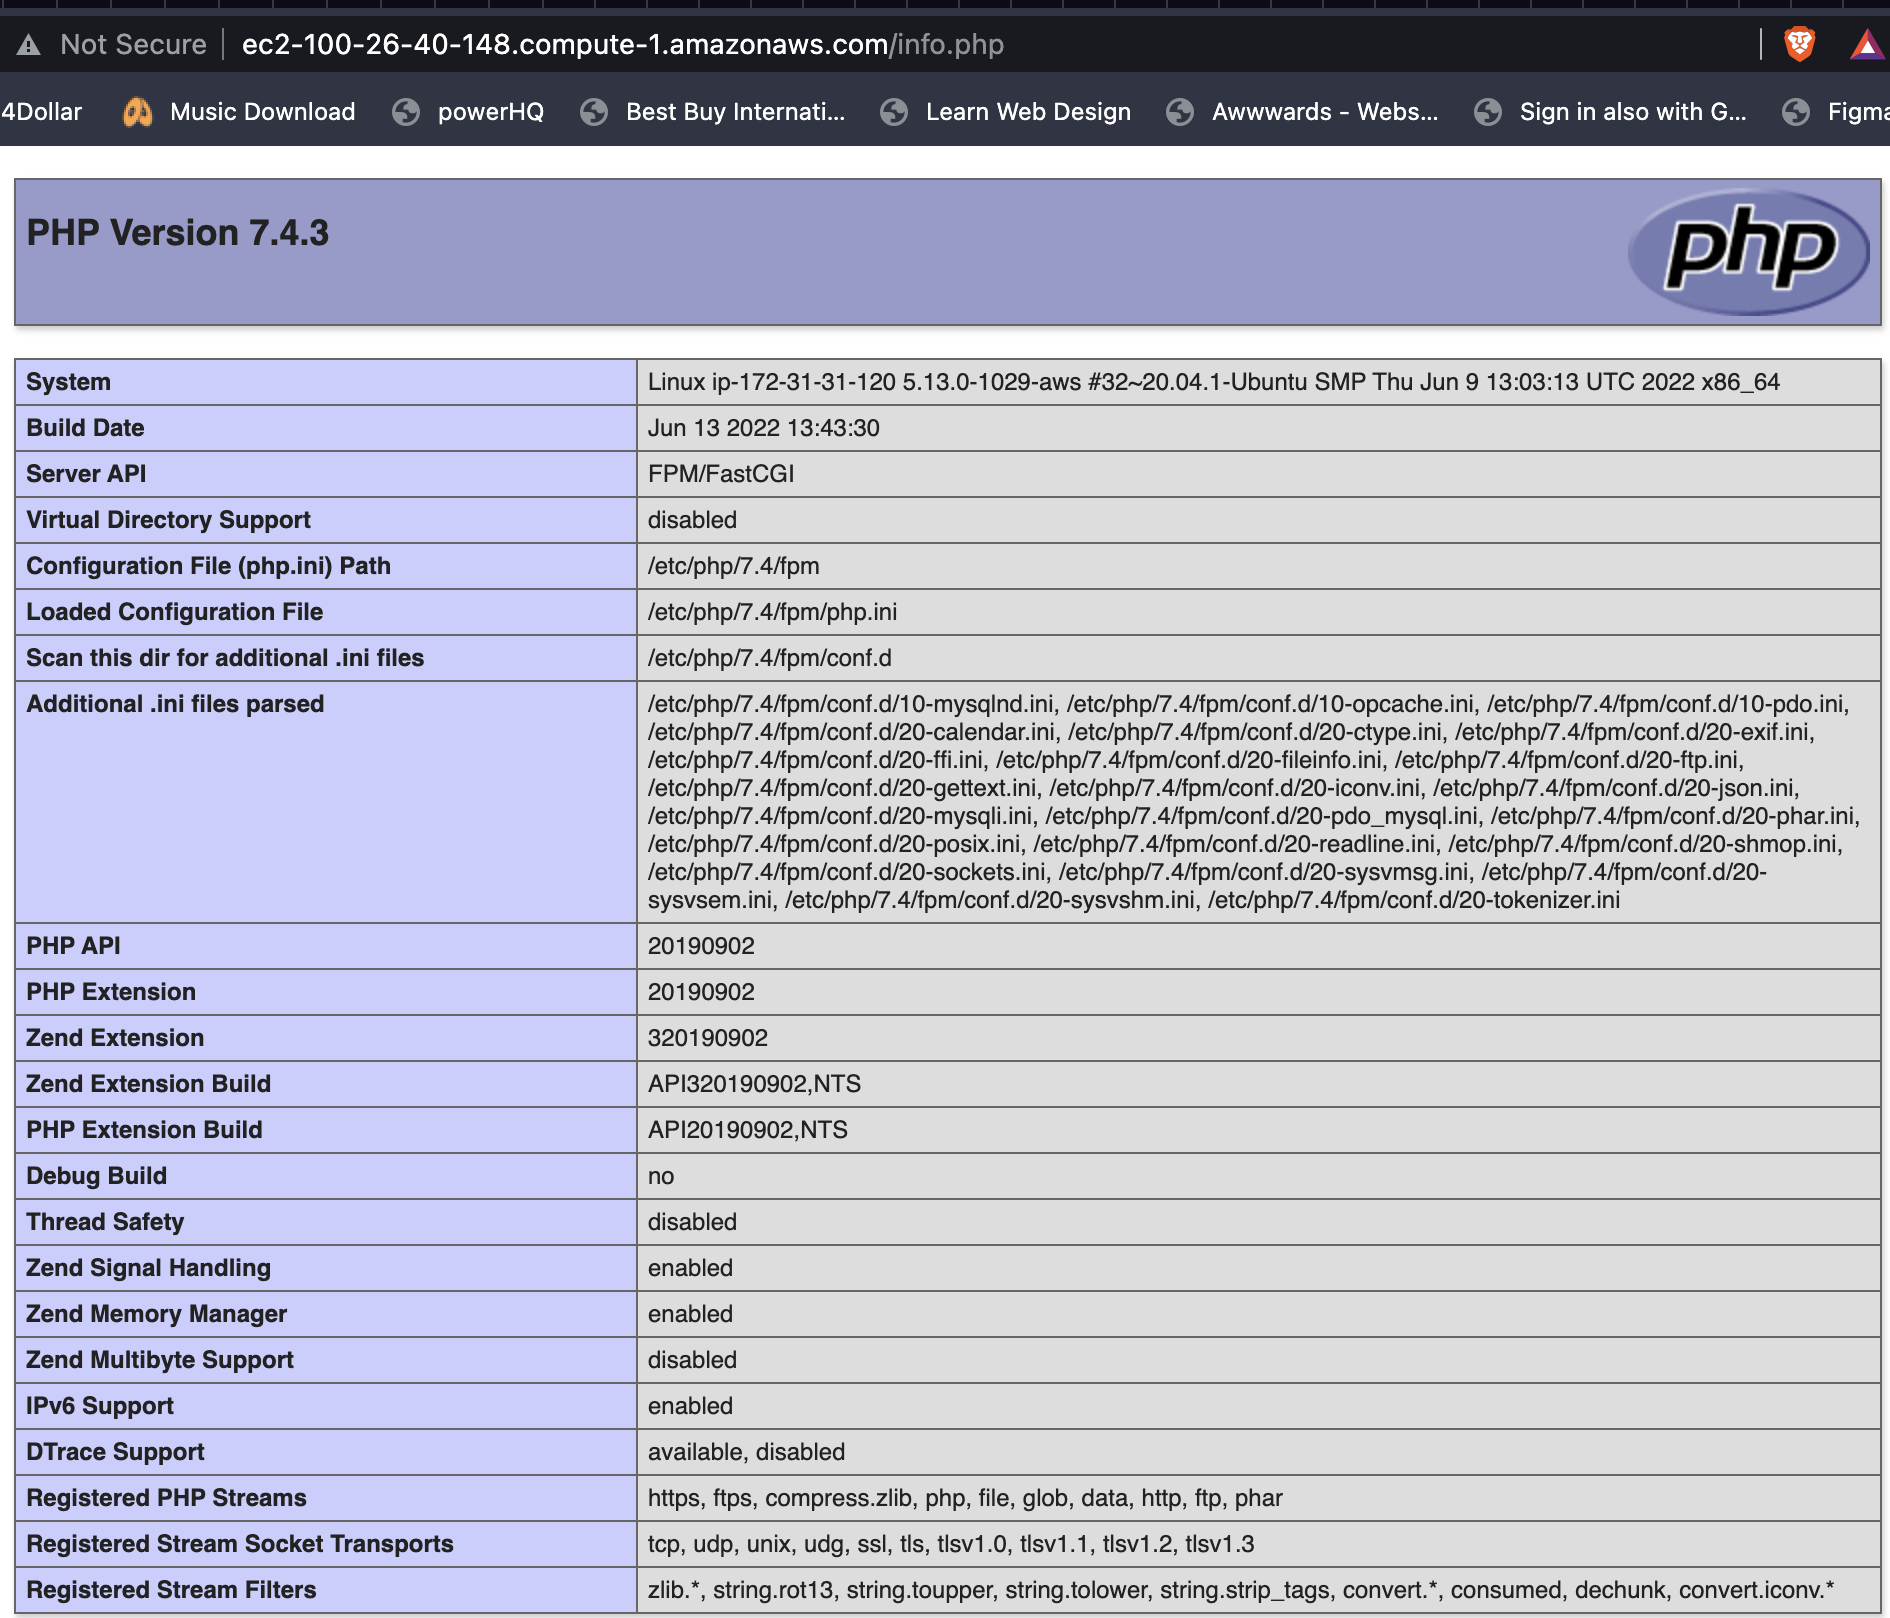 Not Secure ec2-100-26-40-148.compute-1.amazonaws.com/info.php
4Dollar Music Download powerHQ Best Buy Internati... Learn Web Design Awwwards - Webs... Sign in also with G... Figma
PHP Version 7.4.3
php
System Linux ip-172-31-31-120 5.13.0-1029-aws #32~20.04.1-Ubuntu SMP Thu Jun 9 13:03:13 UTC 2022 x86_64
Build Date Jun 13 2022 13:43:30
Server API FPM/FastCGI
Virtual Directory Support disabled
Configuration File (php.ini) Path /etc/php/7.4/fpm
Loaded Configuration File /etc/php/7.4/fpm/php.ini
Scan this dir for additional .ini files /etc/php/7.4/fpm/conf.d
Additional .ini files parsed /etc/php/7.4/fpm/conf.d/10-mysqlnd.ini, /etc/php/7.4/fpm/conf.d/10-opcache.ini, /etc/php/7.4/fpm/conf.d/10-pdo.ini,
/etc/php/7.4/fpm/conf.d/20-calendar.ini, /etc/php/7.4/fpm/conf.d/20-ctype.ini, /etc/php/7.4/fpm/conf.d/20-exif.ini,
/etc/php/7.4/fpm/conf.d/20-ffi.ini, /etc/php/7.4/fpm/conf.d/20-fileinfo.ini, /etc/php/7.4/fpm/conf.d/20-ftp.ini,
/etc/php/7.4/fpm/conf.d/20-gettext.ini, /etc/php/7.4/fpm/conf.d/20-iconv.ini, /etc/php/7.4/fpm/conf.d/20-json.ini,
/etc/php/7.4/fpm/conf.d/20-mysqli.ini, /etc/php/7.4/fpm/conf.d/20-pdo_mysql.ini, /etc/php/7.4/fpm/conf.d/20-phar.ini,
/etc/php/7.4/fpm/conf.d/20-posix.ini, /etc/php/7.4/fpm/conf.d/20-readline.ini, /etc/php/7.4/fpm/conf.d/20-shmop.ini,
/etc/php/7.4/fpm/conf.d/20-sockets.ini, /etc/php/7.4/fpm/conf.d/20-sysvmsg.ini, /etc/php/7.4/fpm/conf.d/20-
sysvsem.ini, /etc/php/7.4/fpm/conf.d/20-sysvshm.ini, /etc/php/7.4/fpm/conf.d/20-tokenizer.ini
PHP API 20190902
PHP Extension 20190902
Zend Extension 320190902
Zend Extension Build API320190902,NTS
PHP Extension Build API20190902,NTS
Debug Build no
Thread Safety disabled
Zend Signal Handling enabled
Zend Memory Manager enabled
Zend Multibyte Support disabled
IPv6 Support enabled
DTrace Support available, disabled
Registered PHP Streams https, ftps, compress.zlib, php, file, glob, data, http, ftp, phar
Registered Stream Socket Transports tcp, udp, unix, udg, ssl, tls, tlsv1.0, tlsv1.1, tlsv1.2, tlsv1.3
Registered Stream Filters zlib.*, string.rot13, string.toupper, string.tolower, string.strip_tags, convert.*, consumed, dechunk, convert.iconv.*